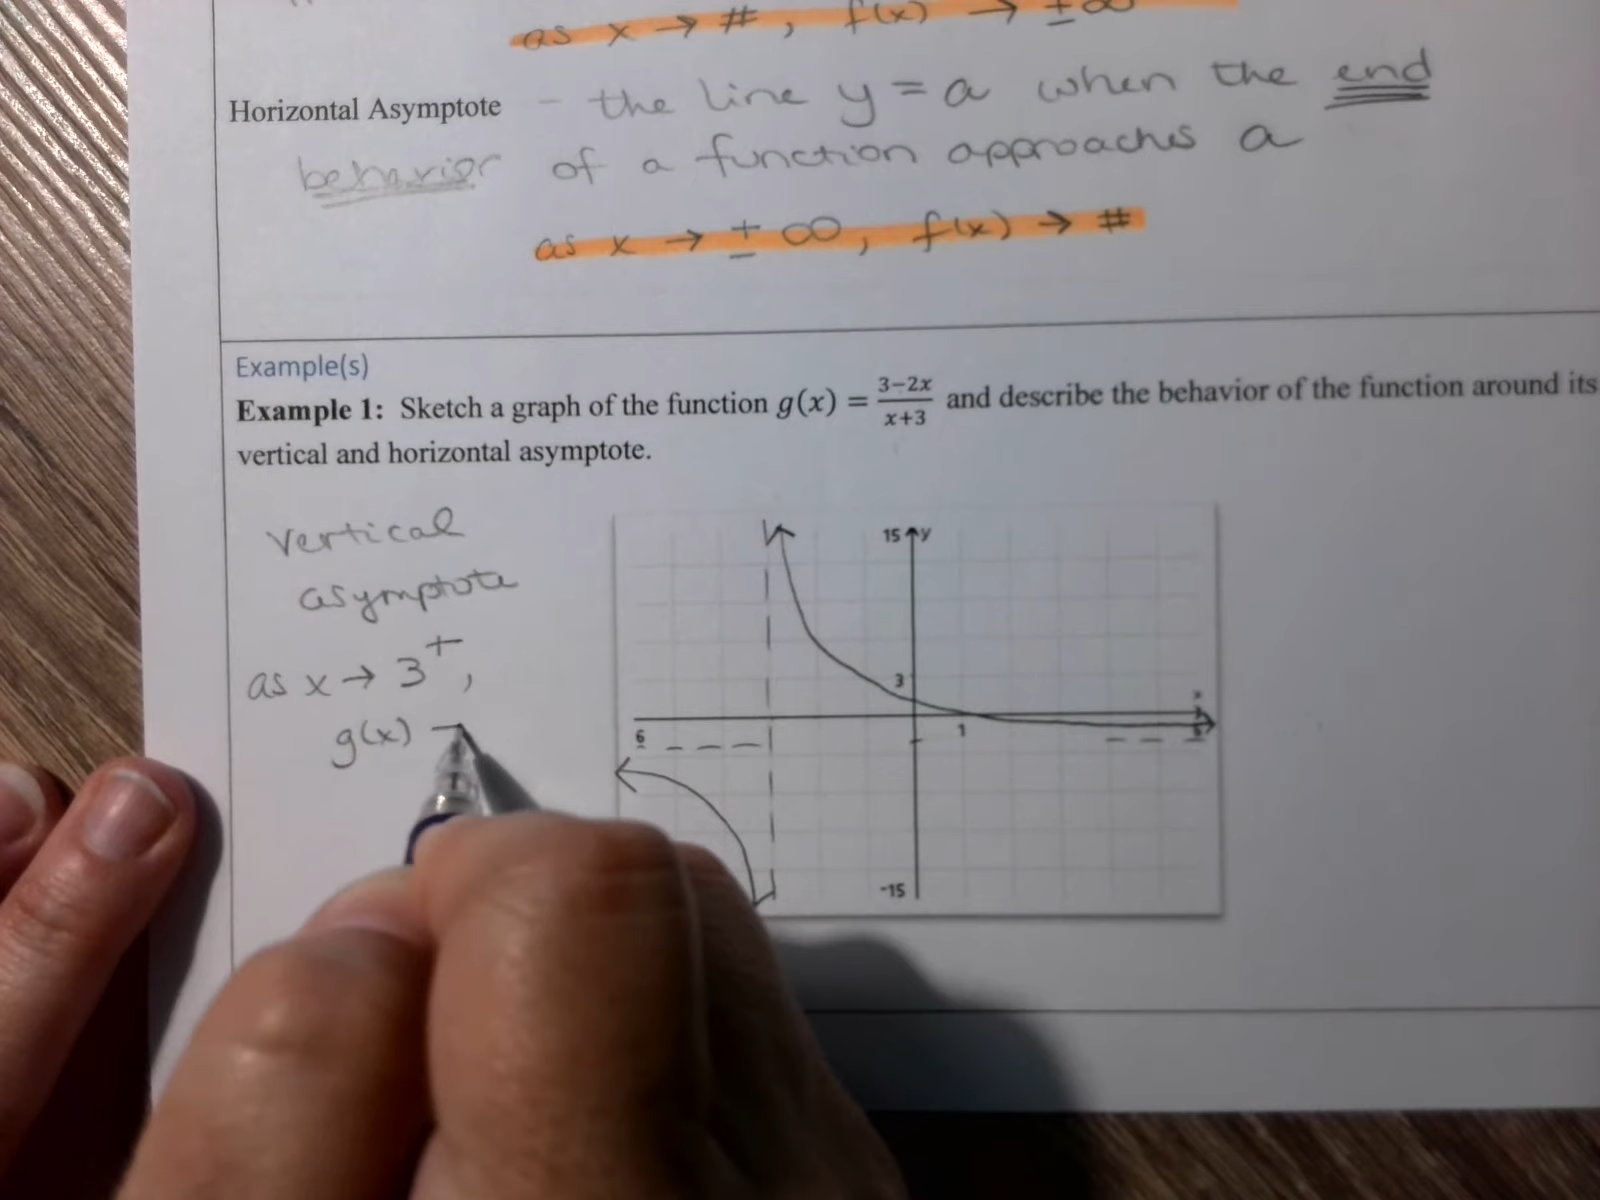 as x → #, f(x) → ±∞
Horizontal Asymptote - the line y = a when the end
behavior of a function approaches a
as x → ±∞, f(x) → #
Example(s)
Example 1: Sketch a graph of the function g(x) = 3−2x / x+3 and describe the behavior of the function around its
vertical and horizontal asymptote.
vertical
asymptote
as x → 3⁺,
g(x) →
15 y
3
6
1
-15